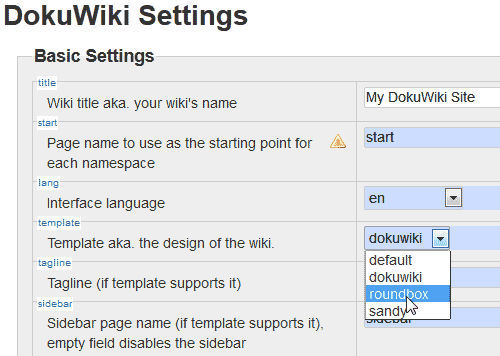 DokuWiki Settings
Basic Settings
title
Wiki title aka. your wiki's name
My DokuWiki Site
start
Page name to use as the starting point for
each namespace
start
lang
Interface language
en
template
Template aka. the design of the wiki.
dokuwiki
default
dokuwiki
roundbox
sandy
tagline
Tagline (if template supports it)
sidebar
Sidebar page name (if template supports it),
empty field disables the sidebar
sidebar